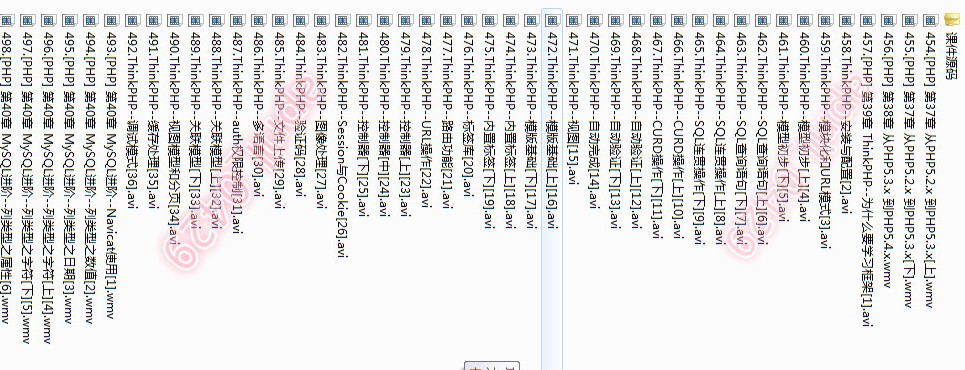 课件源码
454.[PHP] 第37章 从PHP5.2.x 到PHP5.3.x[上].wmv
455.[PHP] 第37章 从PHP5.2.x 到PHP5.3.x[下].wmv
456.[PHP] 第38章 从PHP5.3.x 到PHP5.4.x.wmv
457.[PHP] 第39章 ThinkPHP--为什么要学习框架[1].avi
458.ThinkPHP--安装与配置[2].avi
459.ThinkPHP--模块化和URL模式[3].avi
460.ThinkPHP--模型初步[上][4].avi
461.ThinkPHP--模型初步[下][5].avi
462.ThinkPHP--SQL查询语句[上][6].avi
463.ThinkPHP--SQL查询语句[下][7].avi
464.ThinkPHP--SQL连贯操作[上][8].avi
465.ThinkPHP--SQL连贯操作[下][9].avi
466.ThinkPHP--CURD操作[上][10].avi
467.ThinkPHP--CURD操作[下][11].avi
468.ThinkPHP--自动验证[上][12].avi
469.ThinkPHP--自动验证[下][13].avi
470.ThinkPHP--自动完成[14].avi
471.ThinkPHP--视图[15].avi
472.ThinkPHP--模版基础[上][16].avi
473.ThinkPHP--模版基础[下][17].avi
474.ThinkPHP--内置标签[上][18].avi
475.ThinkPHP--内置标签[下][19].avi
476.ThinkPHP--标签库[20].avi
477.ThinkPHP--路由功能[21].avi
478.ThinkPHP--URL操作[22].avi
479.ThinkPHP--控制器[上][23].avi
480.ThinkPHP--控制器[中][24].avi
481.ThinkPHP--控制器[下][25].avi
482.ThinkPHP--Session与Cookie[26].avi
483.ThinkPHP--图像处理[27].avi
484.ThinkPHP--验证码[28].avi
485.ThinkPHP--文件上传[29].avi
486.ThinkPHP--多语言[30].avi
487.ThinkPHP--auth权限控制[31].avi
488.ThinkPHP--关联模型[上][32].avi
489.ThinkPHP--关联模型[下][33].avi
490.ThinkPHP--视图模型和分页[34].avi
491.ThinkPHP--缓存处理[35].avi
492.ThinkPHP--调试模式[36].avi
493.[PHP] 第40章 MySQL进阶--Navicat使用[1].wmv
494.[PHP] 第40章 MySQL进阶--列类型之数值[2].wmv
495.[PHP] 第40章 MySQL进阶--列类型之日期[3].wmv
496.[PHP] 第40章 MySQL进阶--列类型之字符[上][4].wmv
497.[PHP] 第40章 MySQL进阶--列类型之字符[下][5].wmv
498.[PHP] 第40章 MySQL进阶--列类型之属性[6].wmv